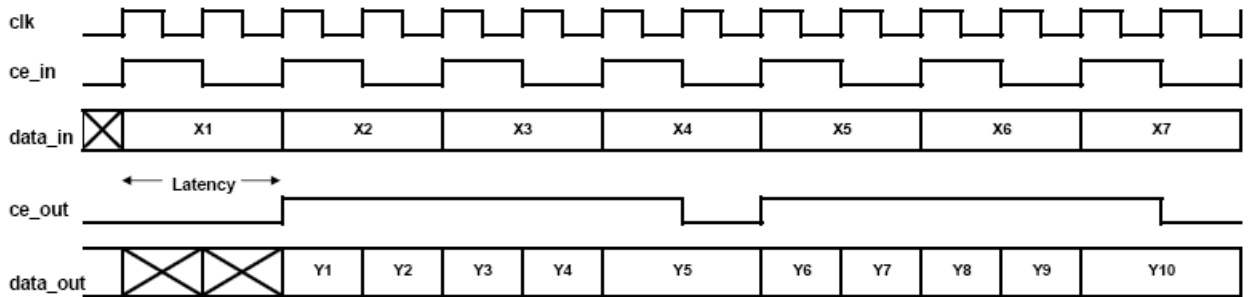 clk
ce_in
data_in X1 X2 X3 X4 X5 X6 X7
Latency
ce_out
data_out Y1 Y2 Y3 Y4 Y5 Y6 Y7 Y8 Y9 Y10